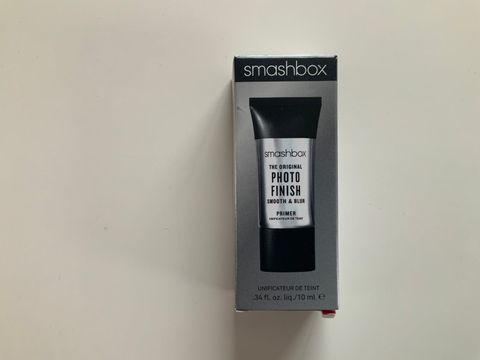 smashbox
smashbox
THE ORIGINAL
PHOTO
FINISH
SMOOTH & BLUR
PRIMER
UNIFICATEUR DE TEINT
UNIFICATEUR DE TEINT
.34 fl. oz. liq./10 ml ℮